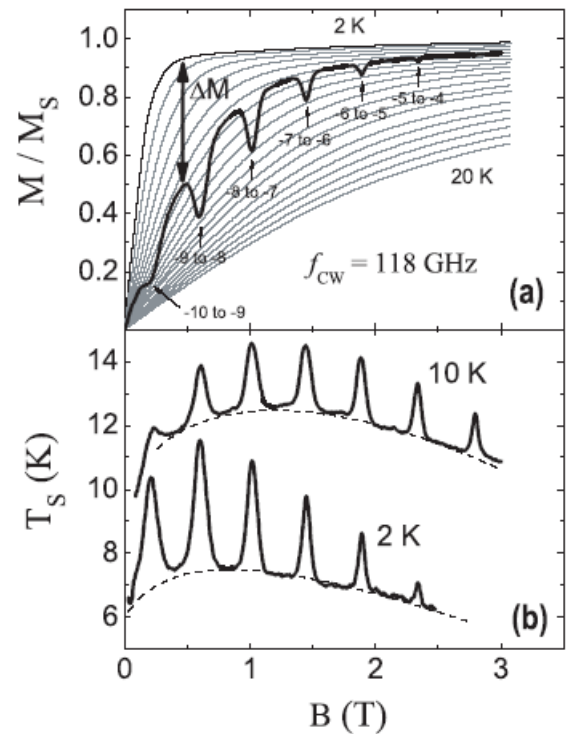 2 K
1.0
ΔM
0.8
-5 to -4
-6 to -5
-7 to -6
0.6
M / M_S
-8 to -7
20 K
0.4
-9 to -8
f_CW = 118 GHz
0.2
(a)
-10 to -9
14
10 K
12
10
T_S (K)
2 K
8
6
(b)
0 1 2 3
B (T)